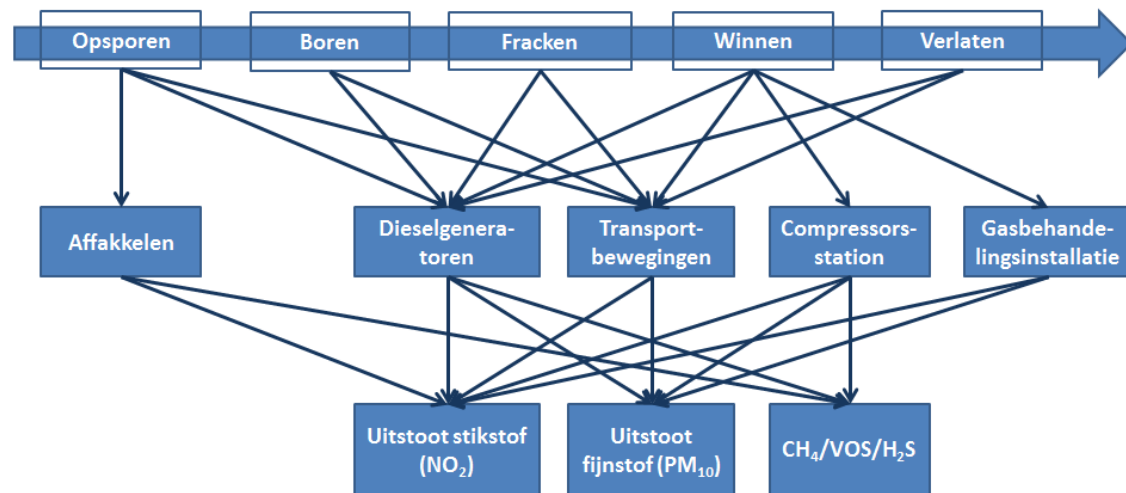 Opsporen
Boren
Fracken
Winnen
Verlaten
Affakkelen
Dieselgenera-
toren
Transport-
bewegingen
Compressors-
station
Gasbehande-
lingsinstallatie
Uitstoot stikstof
(NO₂)
Uitstoot
fijnstof (PM₁₀)
CH₄/VOS/H₂S